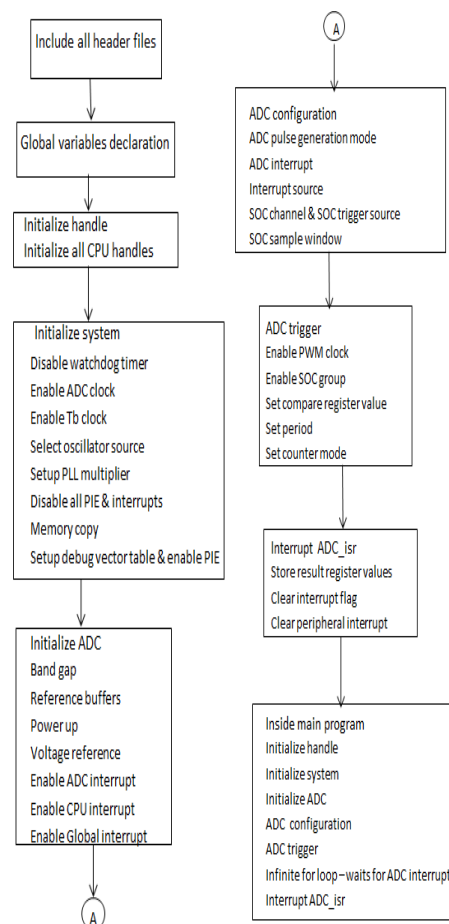 Include all header files
Global variables declaration
Initialize handle
Initialize all CPU handles
Initialize system
Disable watchdog timer
Enable ADC clock
Enable Tb clock
Select oscillator source
Setup PLL multiplier
Disable all PIE & interrupts
Memory copy
Setup debug vector table & enable PIE
Initialize ADC
Band gap
Reference buffers
Power up
Voltage reference
Enable ADC interrupt
Enable CPU interrupt
Enable Global interrupt
A
A
ADC configuration
ADC pulse generation mode
ADC interrupt
Interrupt source
SOC channel & SOC trigger source
SOC sample window
ADC trigger
Enable PWM clock
Enable SOC group
Set compare register value
Set period
Set counter mode
Interrupt ADC_isr
Store result register values
Clear interrupt flag
Clear peripheral interrupt
Inside main program
Initialize handle
Initialize system
Initialize ADC
ADC configuration
ADC trigger
Infinite for loop – waits for ADC interrupt
Interrupt ADC_isr